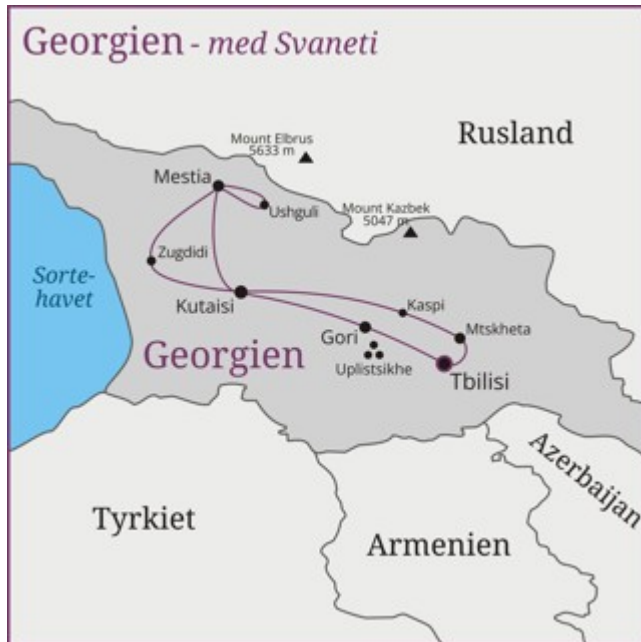 Georgien - med Svaneti
Mount Elbrus
5633 m
Rusland
Mestia
Ushguli
Mount Kazbek
5047 m
Zugdidi
Sorte-
havet
Kutaisi
Kaspi
Mtskheta
Gori
Georgien
Uplistsikhe
Tbilisi
Azerbaijan
Tyrkiet
Armenien